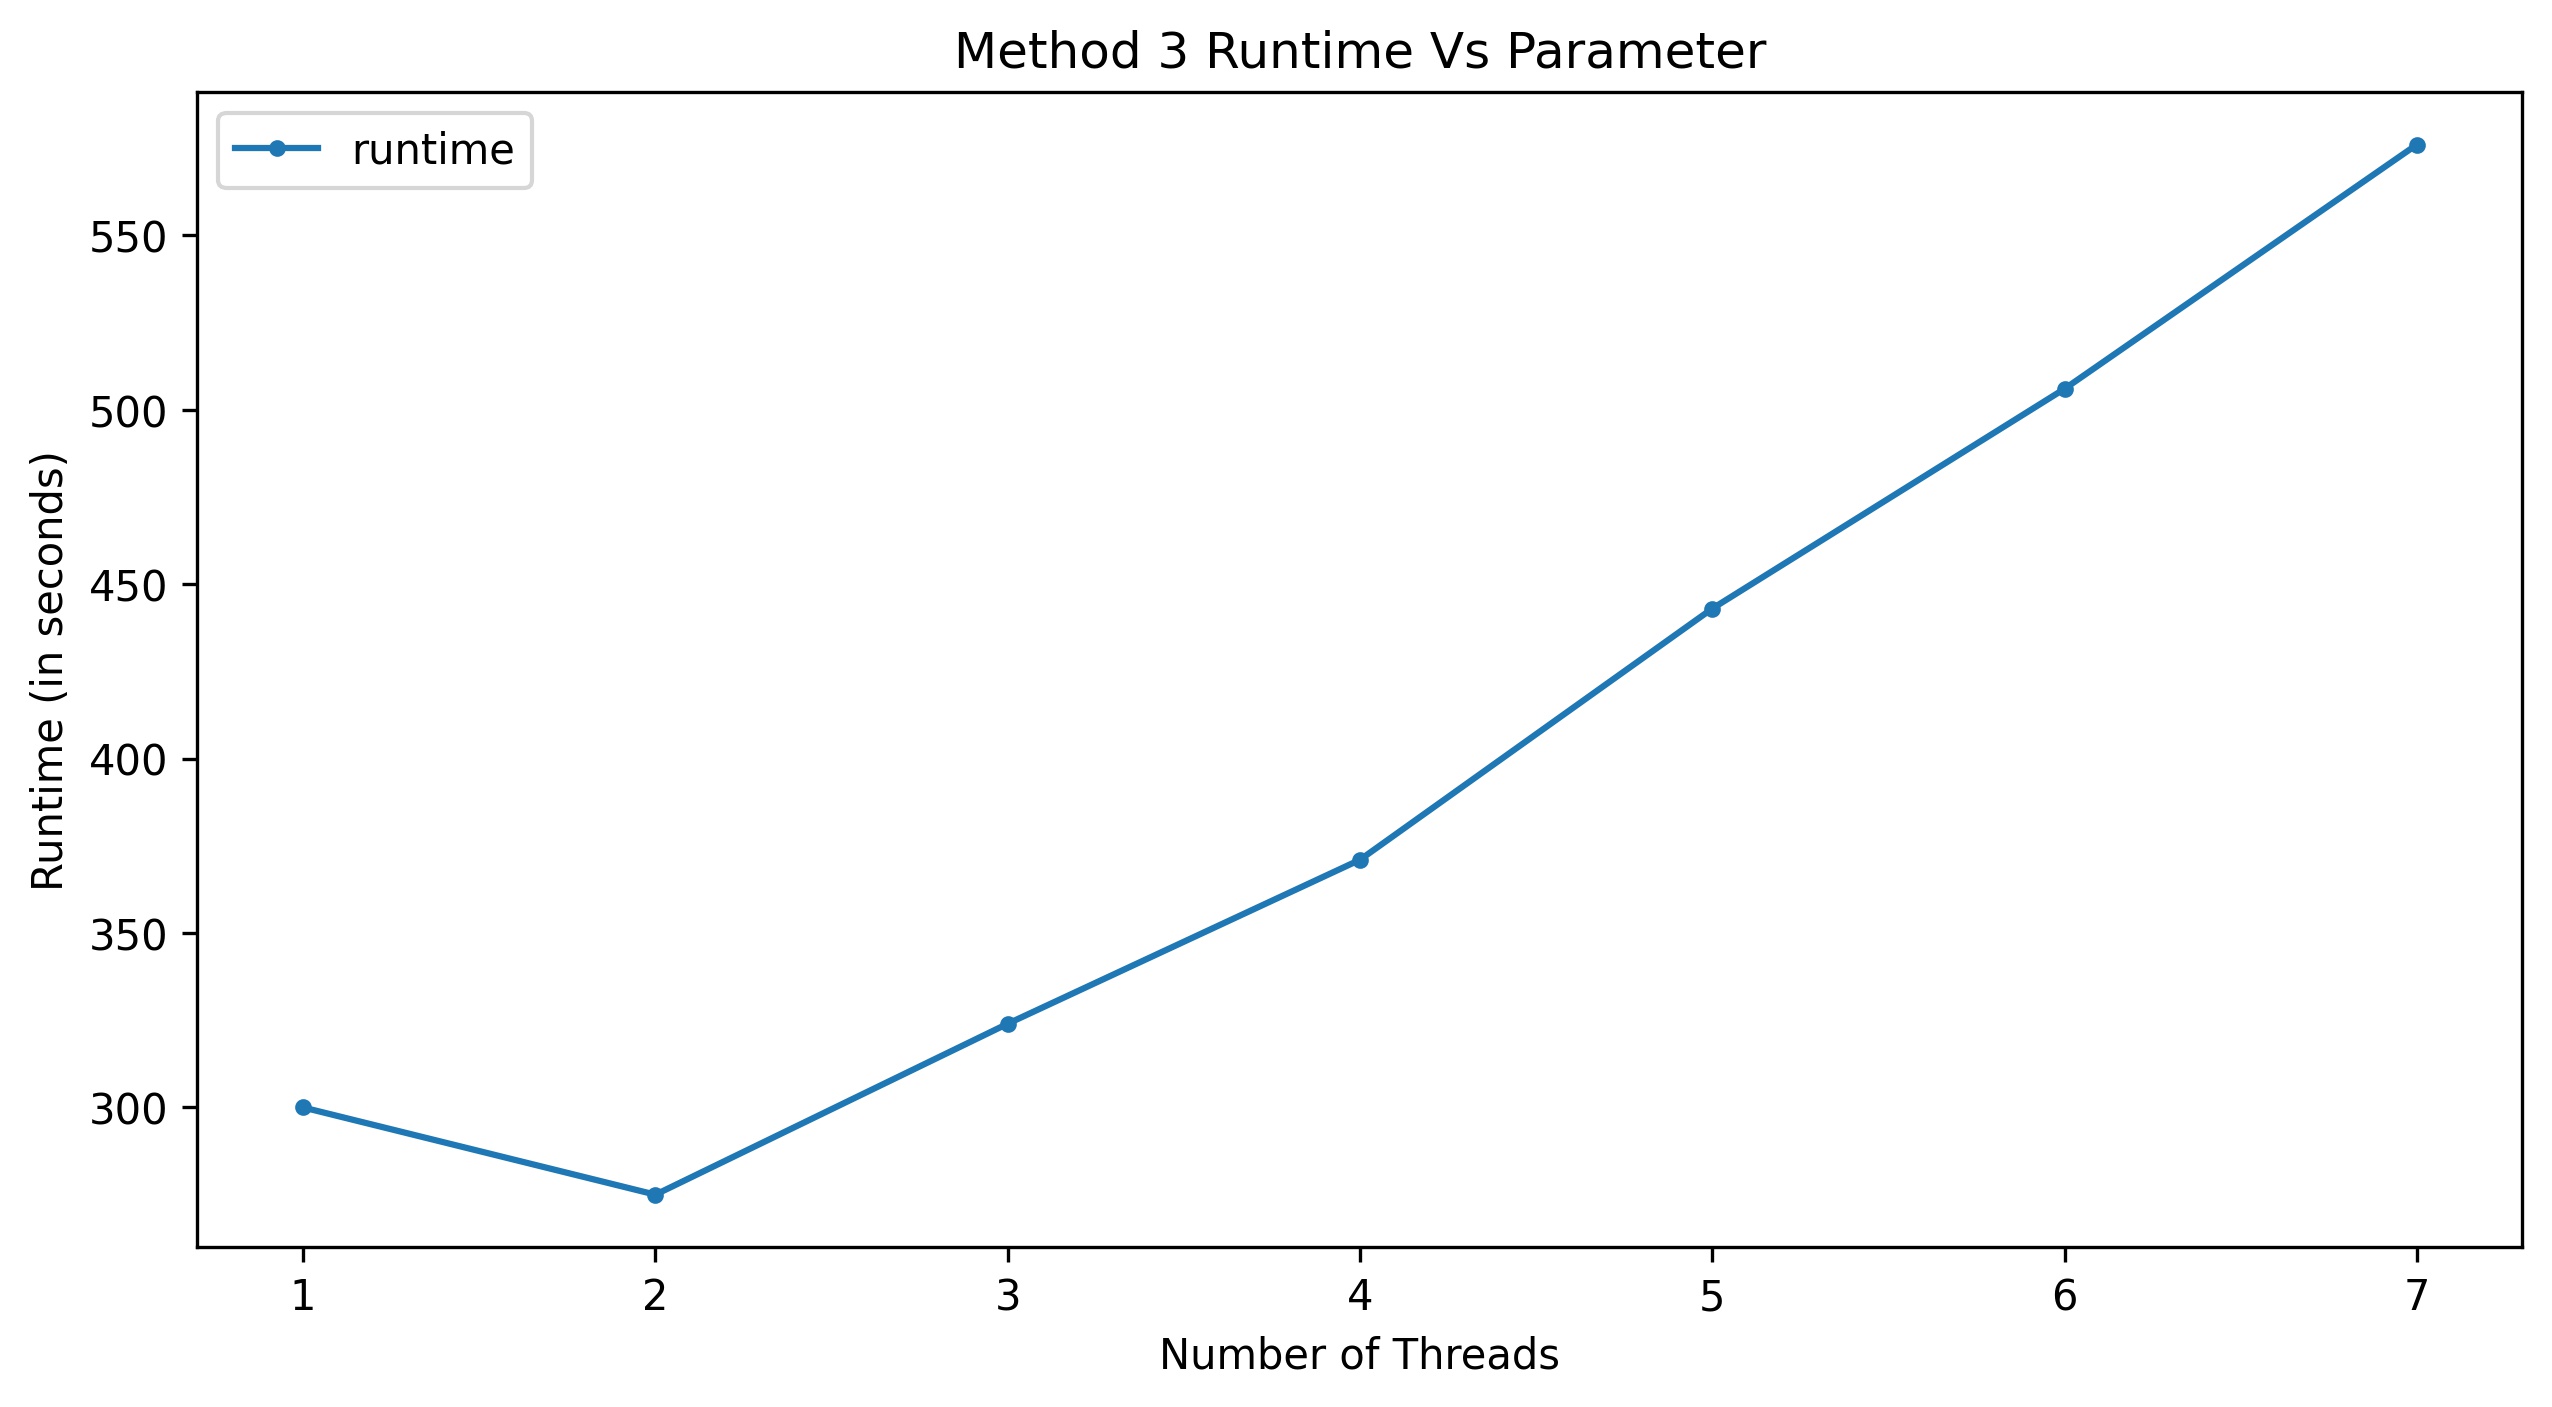 Method 3 Runtime Vs Parameter
runtime
550
500
450
400
350
300
Runtime (in seconds)
1 2 3 4 5 6 7
Number of Threads